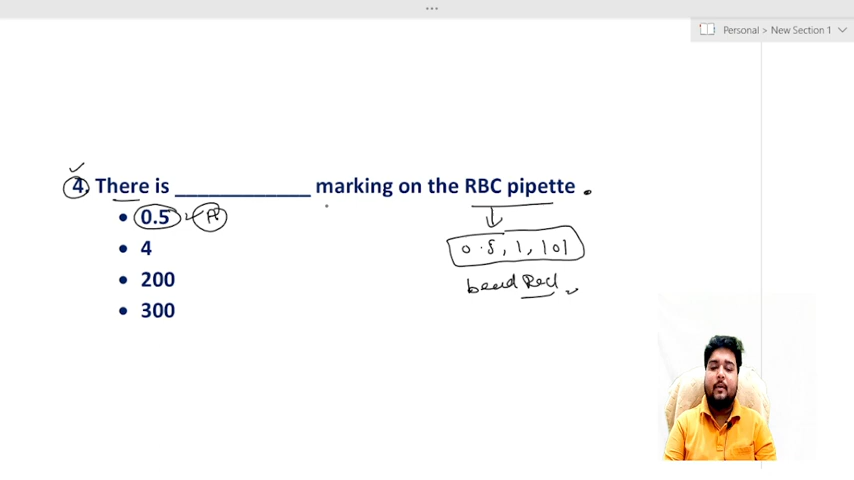 Personal > New Section 1
4. There is ____________ marking on the RBC pipette .
• 0.5
• 4
• 200
• 300
0.5, 1, 101
bead Red